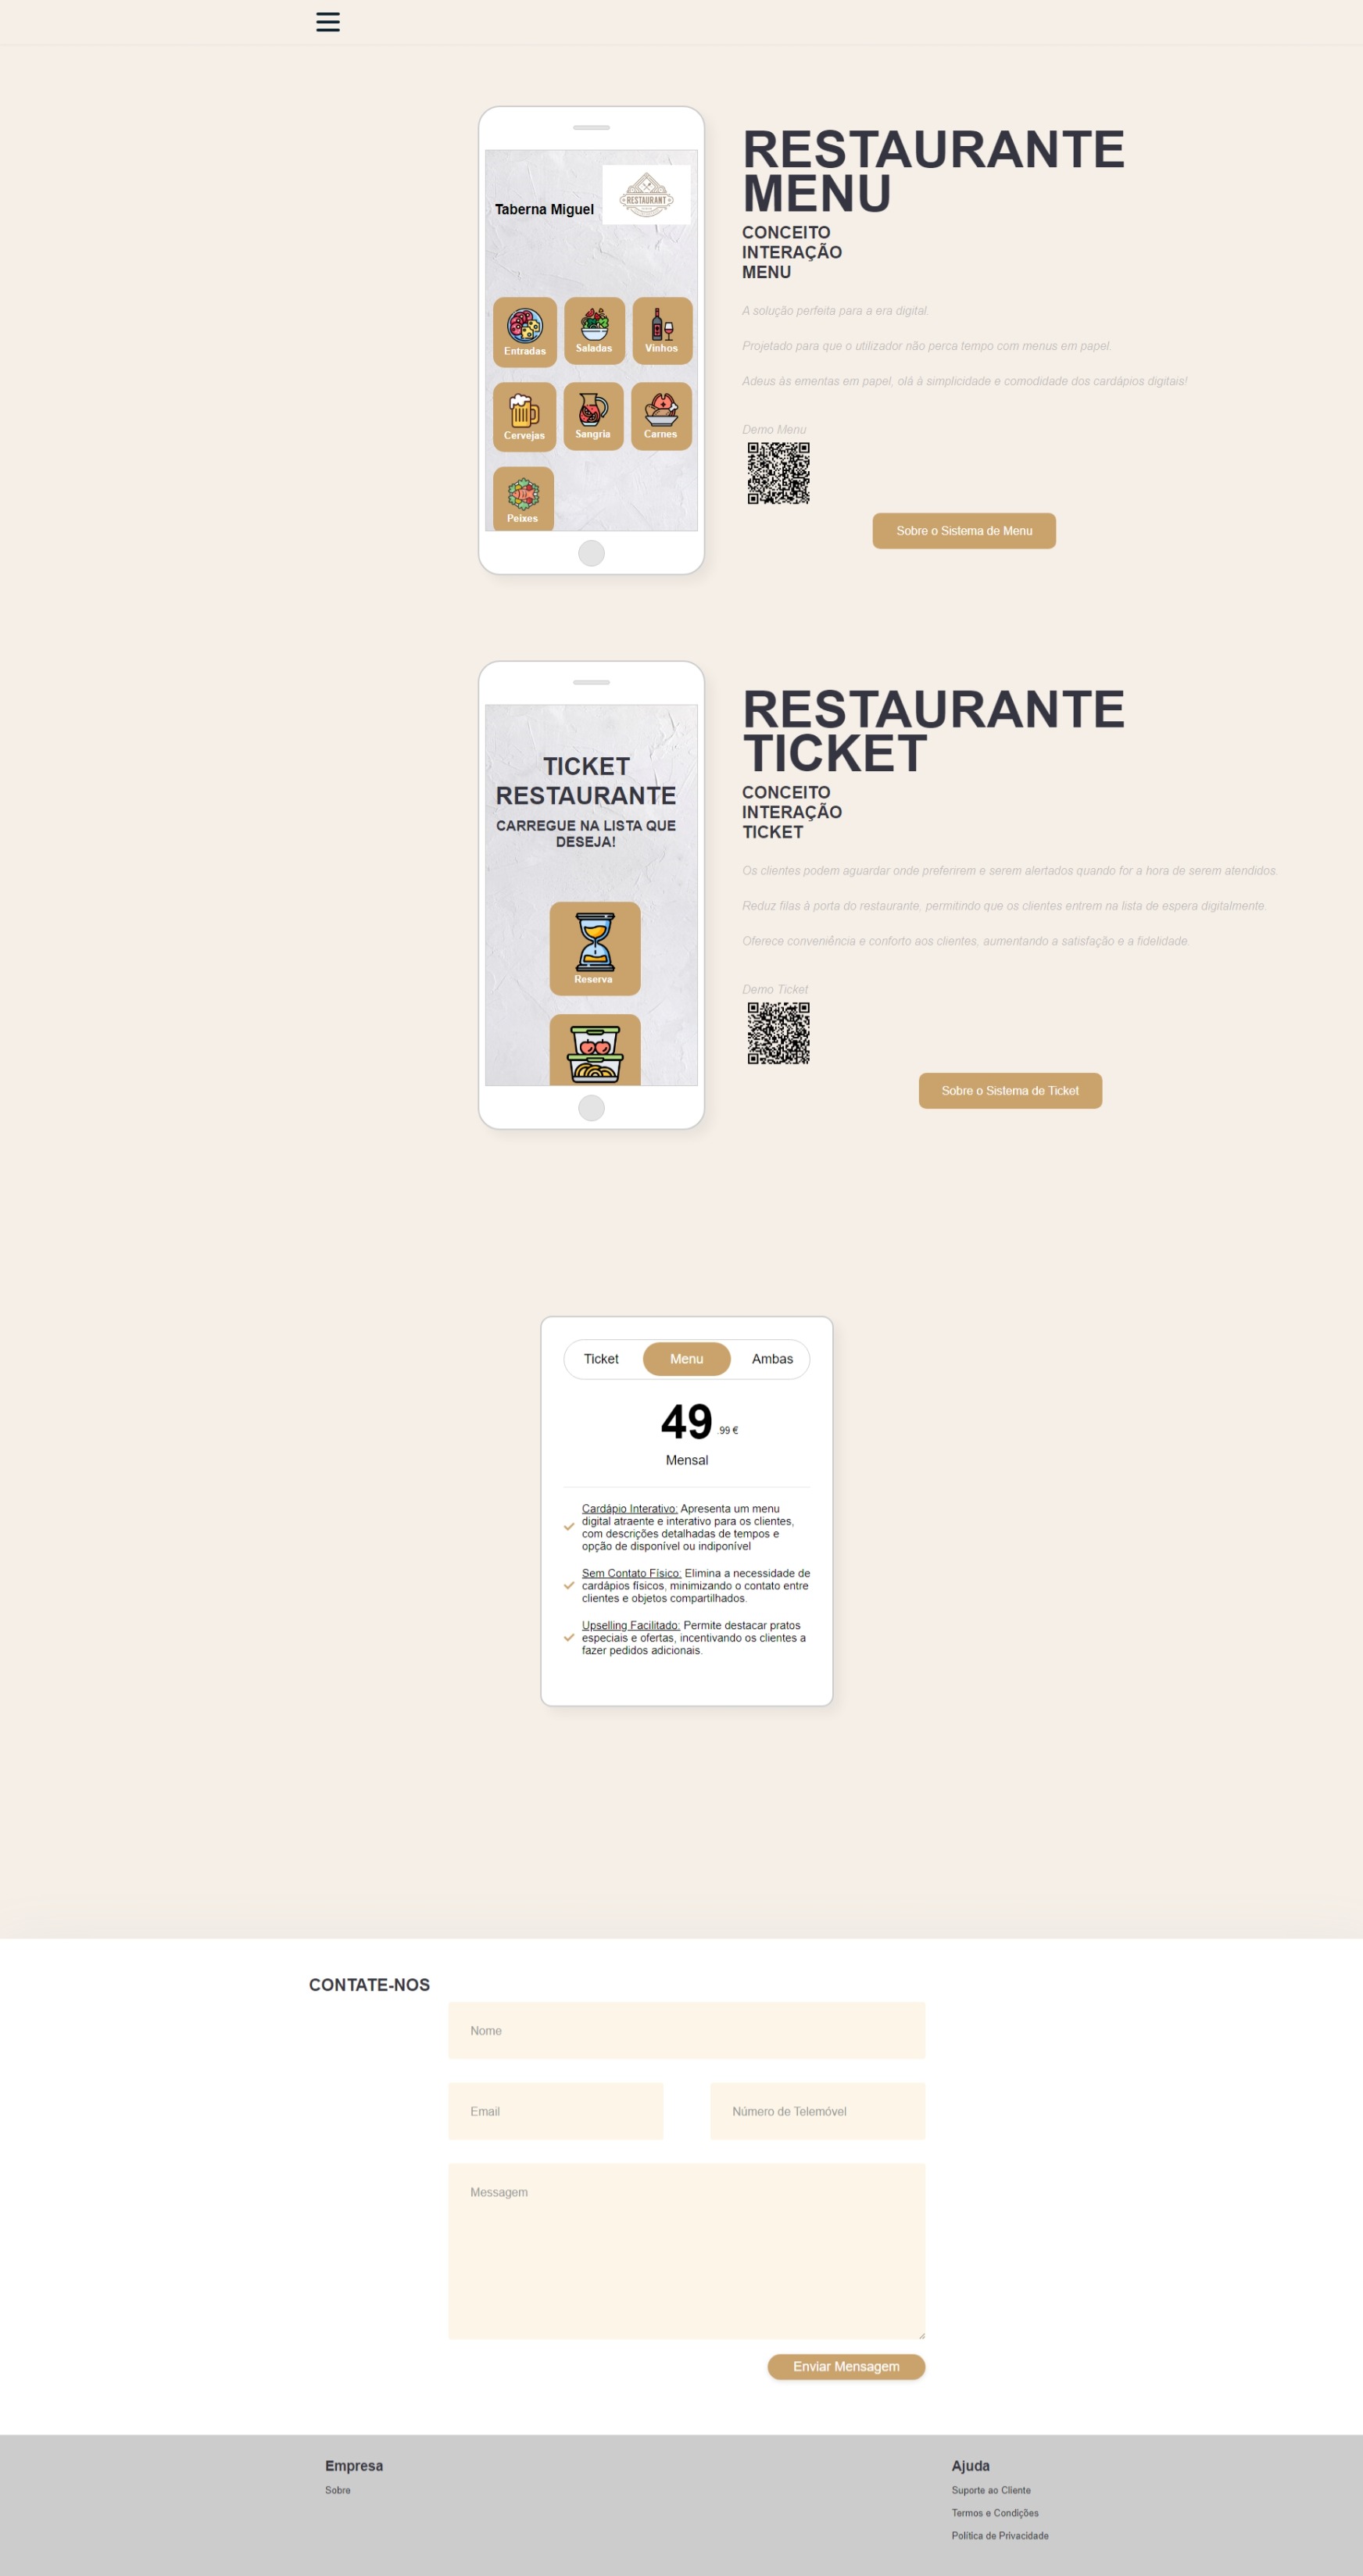 Taberna Miguel
RESTAURANT
Entradas
Saladas
Vinhos
Cervejas
Sangria
Carnes
Peixes
RESTAURANTE
MENU
CONCEITO
INTERAÇÃO
MENU
A solução perfeita para a era digital.
Projetado para que o utilizador não perca tempo com menus em papel.
Adeus às ementas em papel, olá à simplicidade e comodidade dos cardápios digitais!
Demo Menu
Sobre o Sistema de Menu
TICKET
RESTAURANTE
CARREGUE NA LISTA QUE
DESEJA!
Reserva
RESTAURANTE
TICKET
CONCEITO
INTERAÇÃO
TICKET
Os clientes podem aguardar onde preferirem e serem alertados quando for a hora de serem atendidos.
Reduz filas à porta do restaurante, permitindo que os clientes entrem na lista de espera digitalmente.
Oferece conveniência e conforto aos clientes, aumentando a satisfação e a fidelidade.
Demo Ticket
Sobre o Sistema de Ticket
Ticket Menu Ambas
49 .99 €
Mensal
Cardápio Interativo: Apresenta um menu
digital atraente e interativo para os clientes,
com descrições detalhadas de tempos e
opção de disponível ou indiponível
Sem Contato Físico: Elimina a necessidade de
cardápios físicos, minimizando o contato entre
clientes e objetos compartilhados.
Upselling Facilitado: Permite destacar pratos
especiais e ofertas, incentivando os clientes a
fazer pedidos adicionais.
CONTATE-NOS
Nome
Email
Número de Telemóvel
Messagem
Enviar Mensagem
Empresa
Sobre
Ajuda
Suporte ao Cliente
Termos e Condições
Política de Privacidade